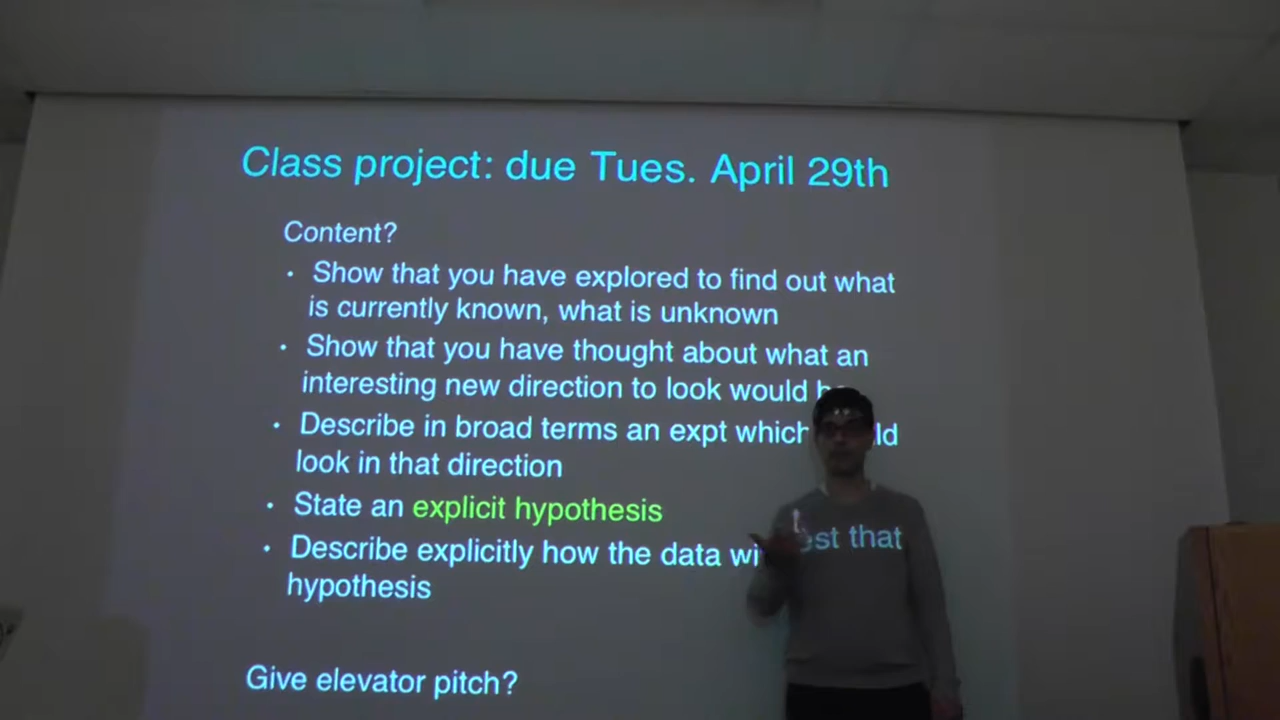 Class project: due Tues. April 29th
Content?
• Show that you have explored to find out what
is currently known, what is unknown
• Show that you have thought about what an
interesting new direction to look would
• Describe in broad terms an expt which
look in that direction
• State an explicit hypothesis
• Describe explicitly how the data that
hypothesis
Give elevator pitch?